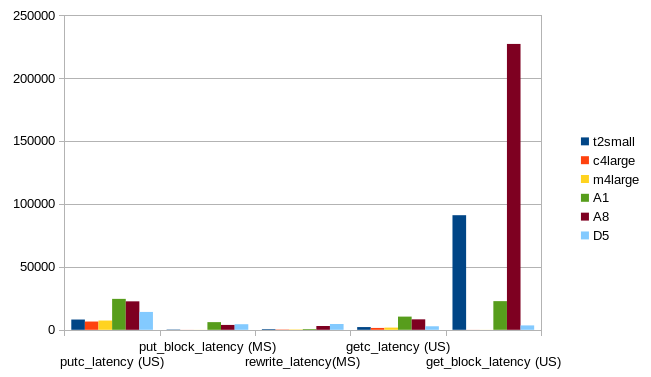 250000
200000
150000
100000
50000
0
put_block_latency (MS)
getc_latency (US)
putc_latency (US)
rewrite_latency(MS)
get_block_latency (US)
t2small
c4large
m4large
A1
A8
D5